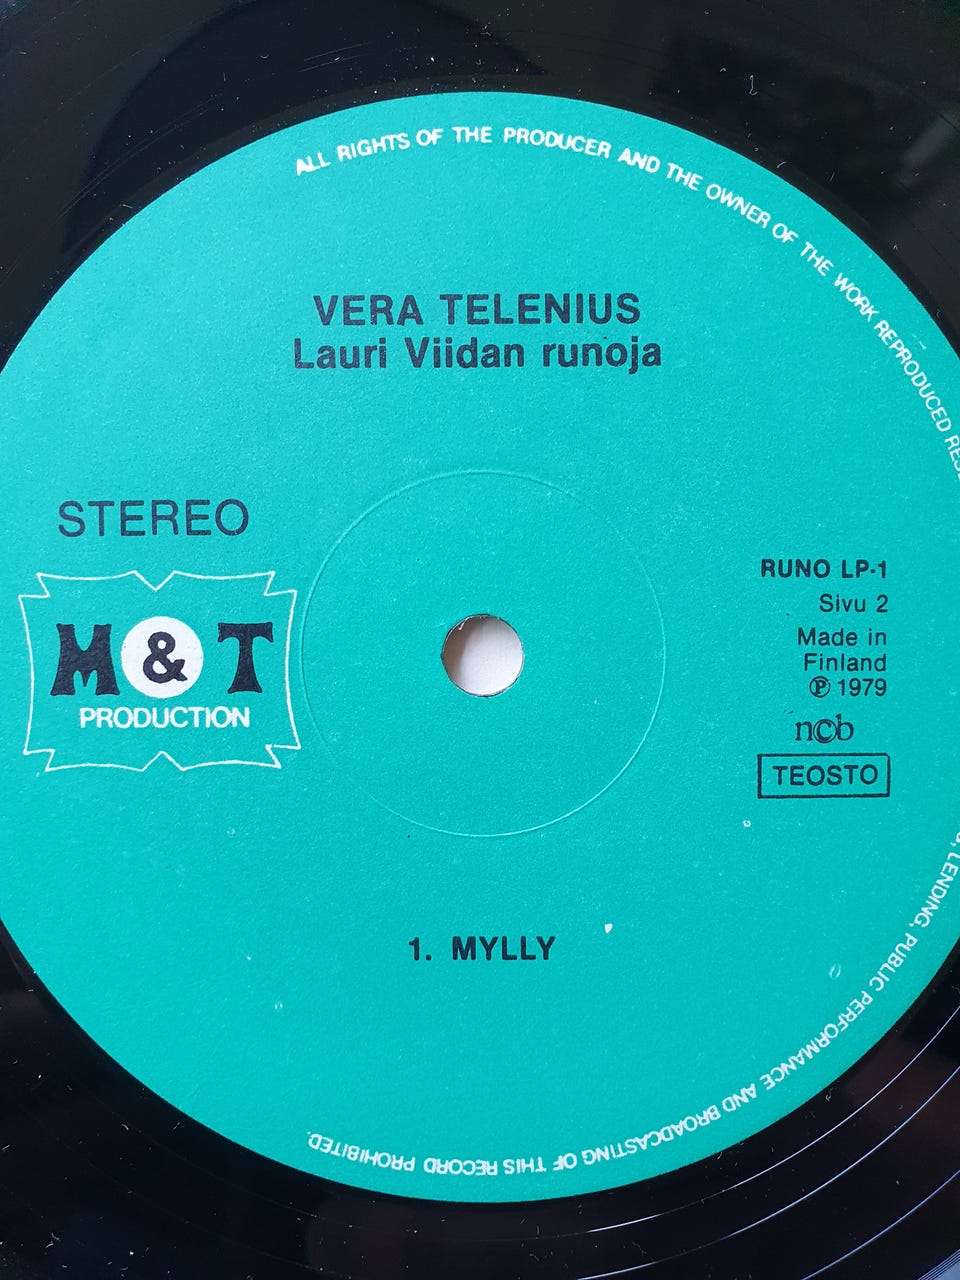 ALL RIGHTS OF THE PRODUCER AND THE OWNER OF THE WORK REPRODUCED
LENDING, PUBLIC PERFORMANCE AND BROADCASTING OF THIS RECORD PROHIBITED.
VERA TELENIUS
Lauri Viidan runoja
STEREO
M & T
PRODUCTION
RUNO LP-1
Sivu 2
Made in
Finland
℗ 1979
ncb
TEOSTO
1. MYLLY